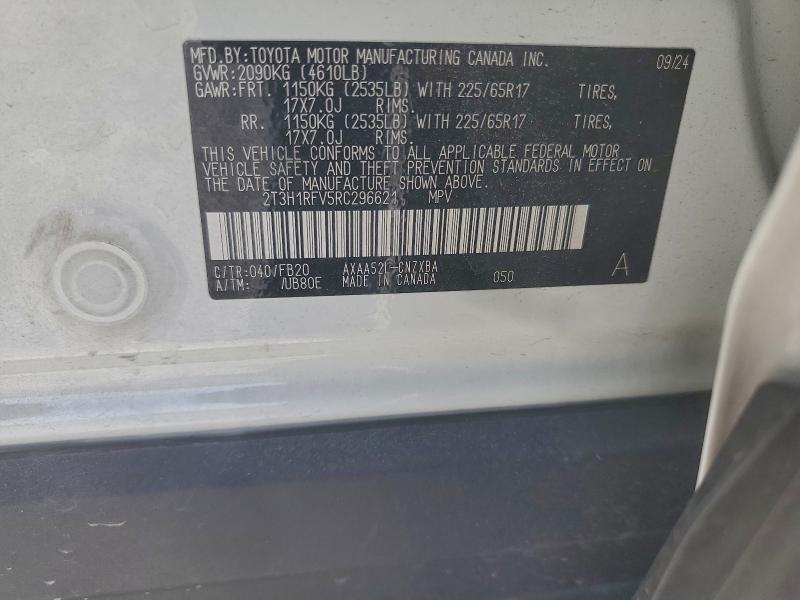 MFD.BY:TOYOTA MOTOR MANUFACTURING CANADA INC. 09/24
GVWR:2090KG (4610LB)
GAWR:FRT. 1150KG (2535LB) WITH 225/65R17 TIRES,
17X7.0J RIMS.
RR. 1150KG (2535LB) WITH 225/65R17 TIRES,
17X7.0J RIMS.
THIS VEHICLE CONFORMS TO ALL APPLICABLE FEDERAL MOTOR
VEHICLE SAFETY AND THEFT PREVENTION STANDARDS IN EFFECT ON
THE DATE OF MANUFACTURE SHOWN ABOVE.
2T3H1RFV5RC296621 MPV
C/TR:040/FB20 AXAA52L-CNZXBA A
A/TM: /UB80E MADE IN CANADA 050